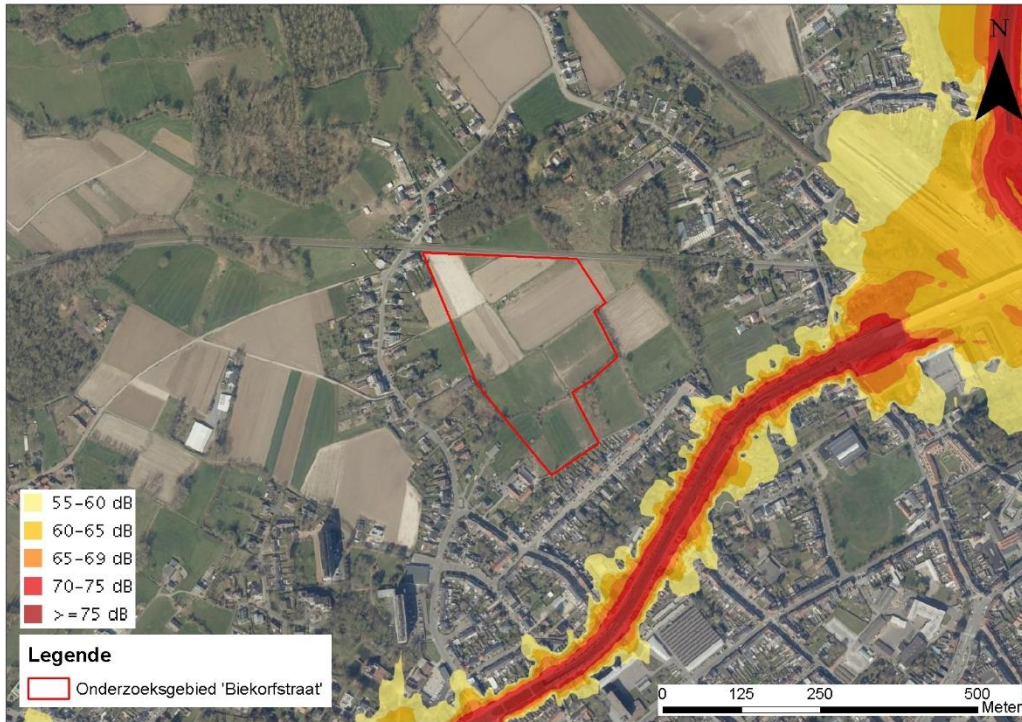 N
55-60 dB
60-65 dB
65-69 dB
70-75 dB
>=75 dB
Legende
Onderzoeksgebied 'Biekorfstraat'
0 125 250 500
Meter